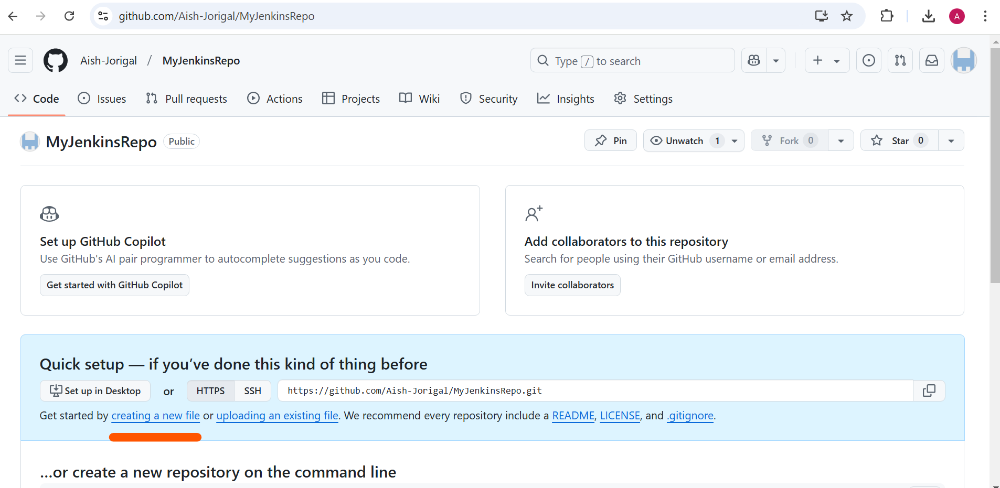 github.com/Aish-Jorigal/MyJenkinsRepo
A
Aish-Jorigal / MyJenkinsRepo
Type / to search
Code Issues Pull requests Actions Projects Wiki Security Insights Settings
MyJenkinsRepo Public
Pin Unwatch 1 Fork 0 Star 0
Set up GitHub Copilot
Use GitHub's AI pair programmer to autocomplete suggestions as you code.
Get started with GitHub Copilot
Add collaborators to this repository
Search for people using their GitHub username or email address.
Invite collaborators
Quick setup — if you’ve done this kind of thing before
Set up in Desktop or HTTPS SSH https://github.com/Aish-Jorigal/MyJenkinsRepo.git
Get started by creating a new file or uploading an existing file. We recommend every repository include a README, LICENSE, and .gitignore.
…or create a new repository on the command line